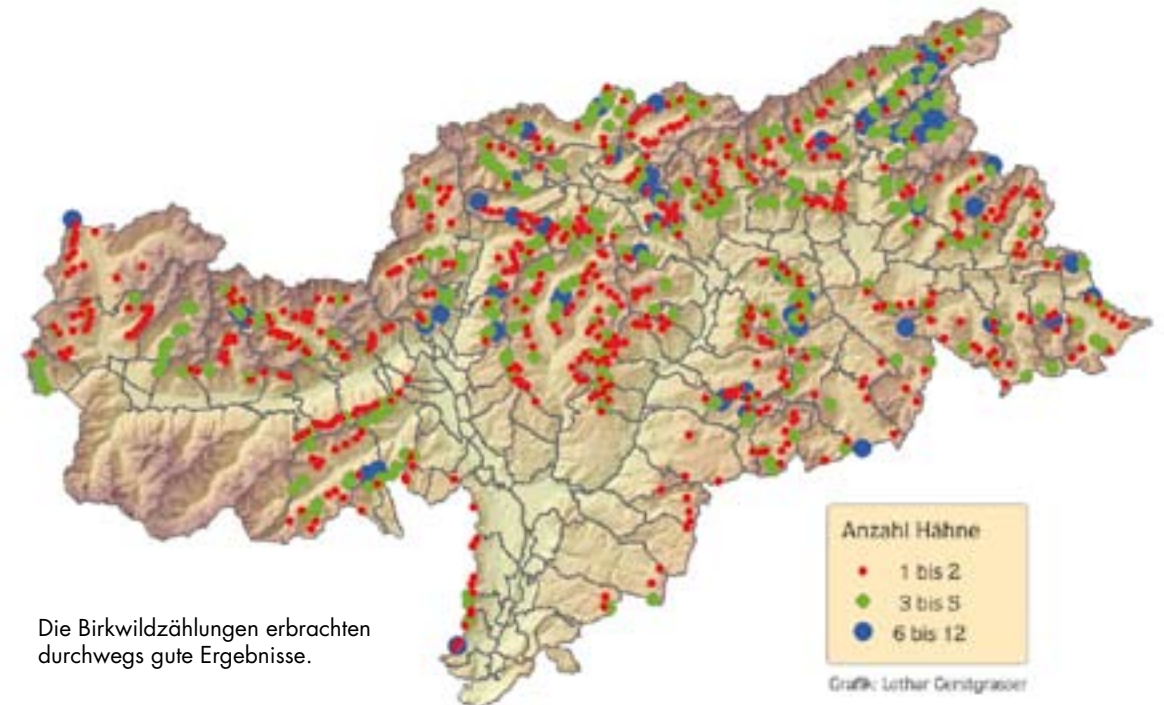 Die Birkwildzählungen erbrachten
durchwegs gute Ergebnisse.
Anzahl Hähne
1 bis 2
3 bis 5
6 bis 12
Grafik: Lothar Gerstgrasser